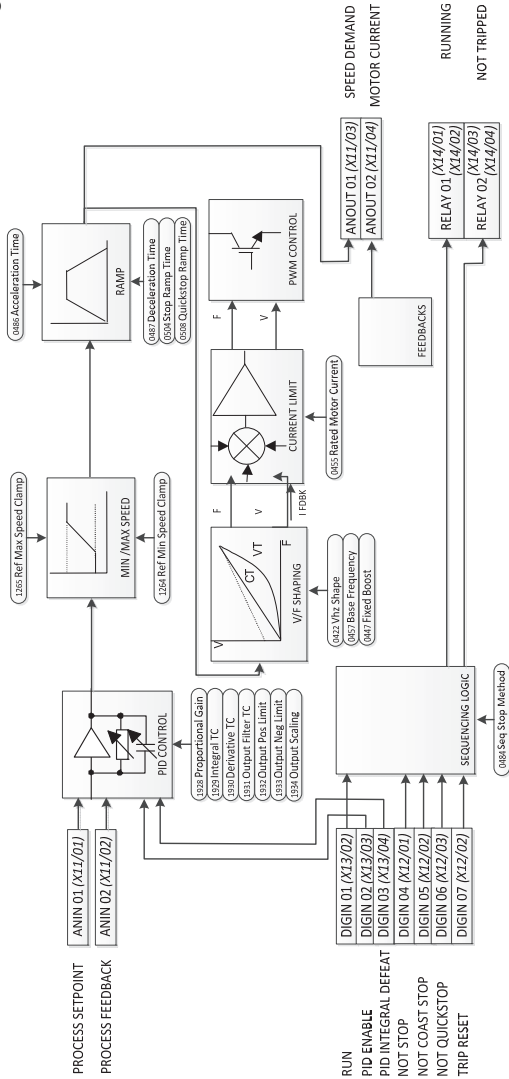 PROCESS SETPOINT
PROCESS FEEDBACK
ANIN 01 (X11/01)
ANIN 02 (X11/02)
PID CONTROL
1928 Proportional Gain
1929 Integral TC
1930 Derivative TC
1931 Output Filter TC
1932 Output Pos Limit
1933 Output Neg Limit
1934 Output Scaling
1265 Ref Max Speed Clamp
MIN /MAX SPEED
1264 Ref Min Speed Clamp
0486 Acceleration Time
RAMP
0487 Deceleration Time
0504 Stop Ramp Time
0508 Quickstop Ramp Time
V
CT
VT
F
V/F SHAPING
0422 Vhz Shape
0457 Base Frequency
0447 Fixed Boost
F
V
I FDBK
CURRENT LIMIT
0455 Rated Motor Current
F
V
PWM CONTROL
ANOUT 01 (X11/03)
ANOUT 02 (X11/04)
SPEED DEMAND
MOTOR CURRENT
FEEDBACKS
RUN
PID ENABLE
PID INTEGRAL DEFEAT
NOT STOP
NOT COAST STOP
NOT QUICKSTOP
TRIP RESET
DIGIN 01 (X13/02)
DIGIN 02 (X13/03)
DIGIN 03 (X13/04)
DIGIN 04 (X12/01)
DIGIN 05 (X12/02)
DIGIN 06 (X12/03)
DIGIN 07 (X12/04)
SEQUENCING LOGIC
0484 Seq Stop Method
RELAY 01 (X14/01)
(X14/02)
RELAY 02 (X14/03)
(X14/04)
RUNNING
NOT TRIPPED